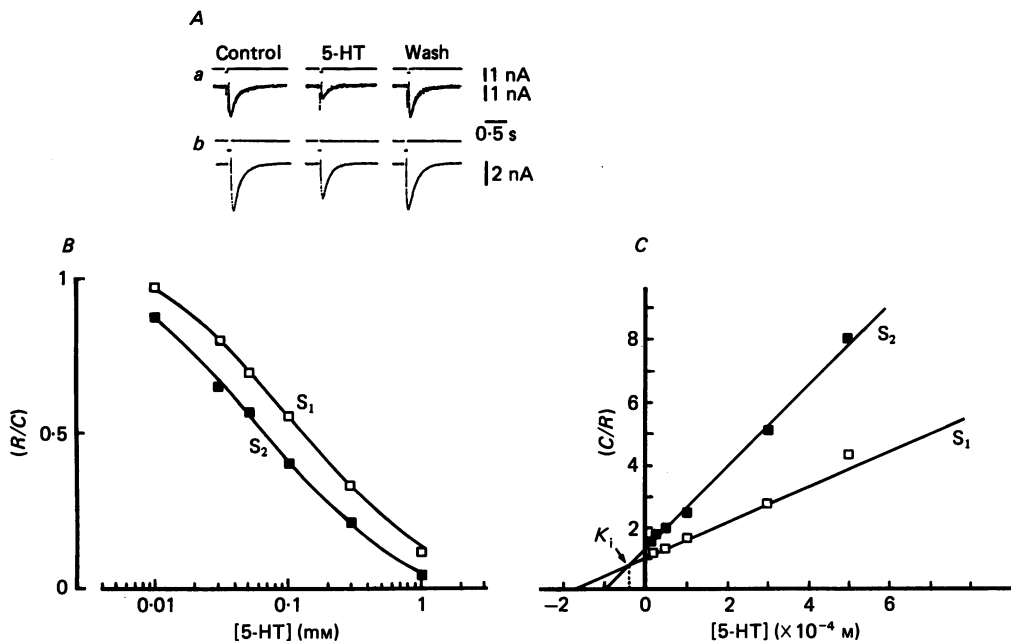 A
Control 5-HT Wash
a
1 nA
1 nA
0·5 s
b
2 nA
B
1
0·5
0
(R/C)
S1
S2
0·01 0·1 1
[5-HT] (mM)
C
8
6
4
2
(C/R)
S2
S1
Ki
−2 0 2 4 6
[5-HT] (×10⁻⁴ M)